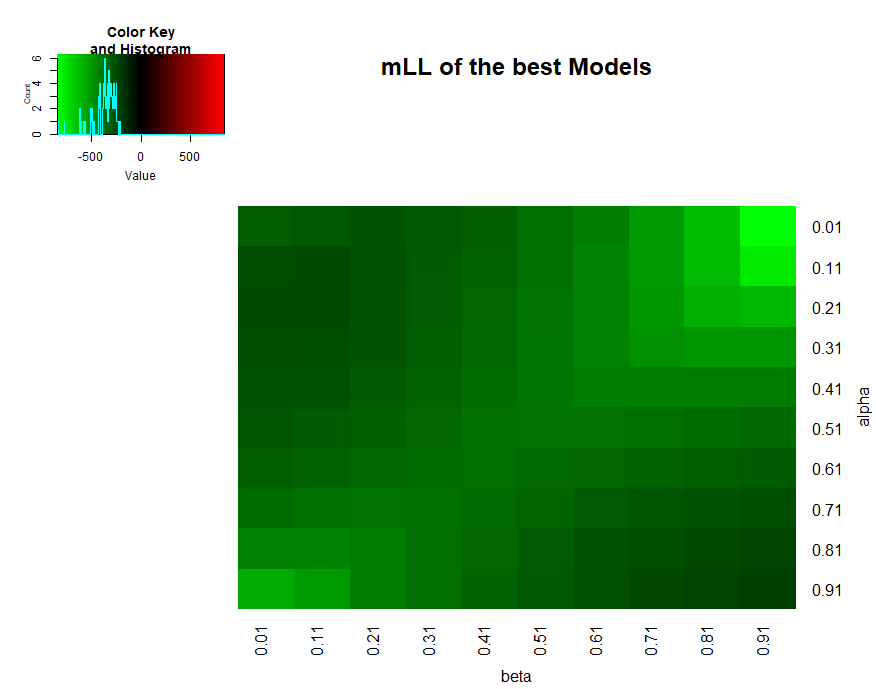 Color Key
and Histogram
mLL of the best Models
Count
0 2 4 6
-500 0 500
Value
0.01
0.11
0.21
0.31
0.41
0.51
0.61
0.71
0.81
0.91
alpha
0.01 0.11 0.21 0.31 0.41 0.51 0.61 0.71 0.81 0.91
beta